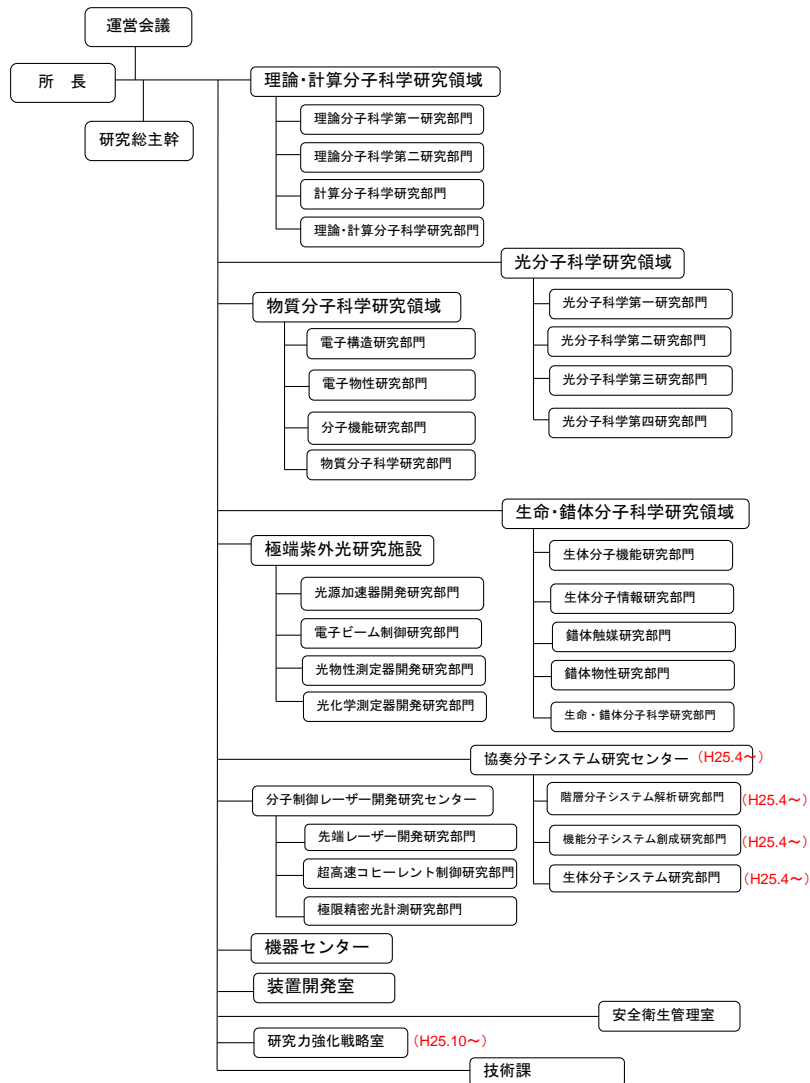 運営会議
所　長
研究総主幹
理論・計算分子科学研究領域
理論分子科学第一研究部門
理論分子科学第二研究部門
計算分子科学研究部門
理論・計算分子科学研究部門
光分子科学研究領域
光分子科学第一研究部門
光分子科学第二研究部門
光分子科学第三研究部門
光分子科学第四研究部門
物質分子科学研究領域
電子構造研究部門
電子物性研究部門
分子機能研究部門
物質分子科学研究部門
生命・錯体分子科学研究領域
生体分子機能研究部門
生体分子情報研究部門
錯体触媒研究部門
錯体物性研究部門
生命・錯体分子科学研究部門
極端紫外光研究施設
光源加速器開発研究部門
電子ビーム制御研究部門
光物性測定器開発研究部門
光化学測定器開発研究部門
協奏分子システム研究センター (H25.4～)
階層分子システム解析研究部門 (H25.4～)
機能分子システム創成研究部門 (H25.4～)
生体分子システム研究部門 (H25.4～)
分子制御レーザー開発研究センター
先端レーザー開発研究部門
超高速コヒーレント制御研究部門
極限精密光計測研究部門
機器センター
装置開発室
安全衛生管理室
研究力強化戦略室 (H25.10～)
技術課